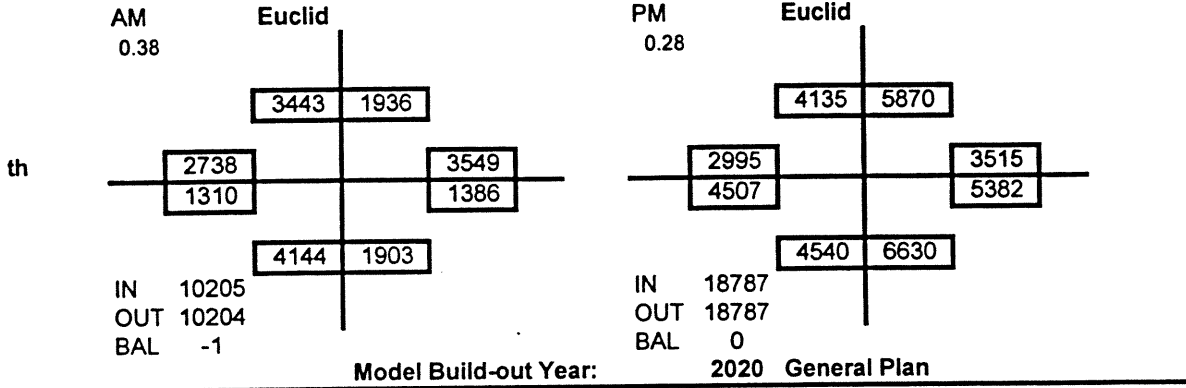 AM Euclid PM Euclid
0.38 0.28
3443 1936 4135 5870
th 2738 3549 2995 3515
1310 1386 4507 5382
4144 1903 4540 6630
IN 10205 IN 18787
OUT 10204 OUT 18787
BAL -1 BAL 0
Model Build-out Year: 2020 General Plan